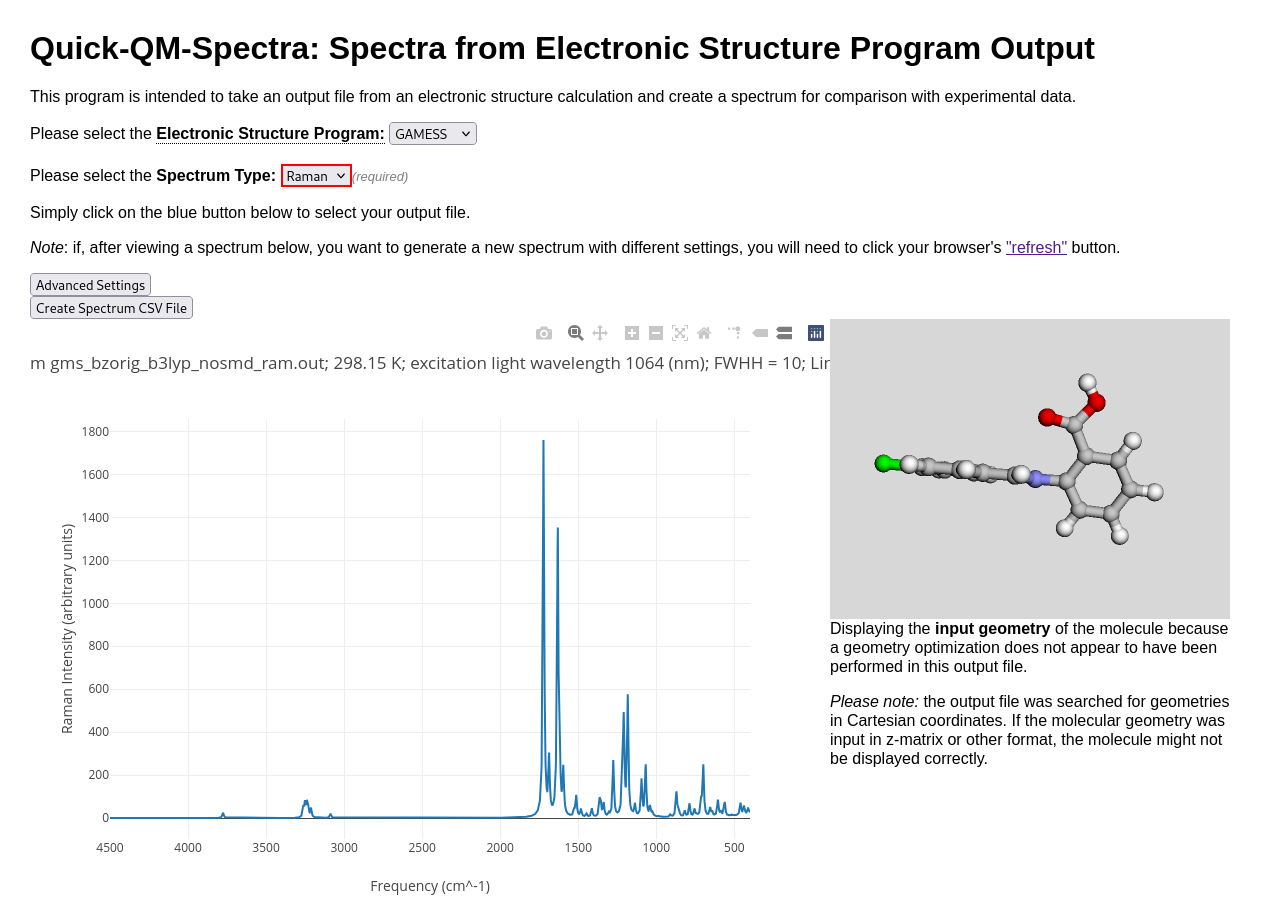 Quick-QM-Spectra: Spectra from Electronic Structure Program Output
This program is intended to take an output file from an electronic structure calculation and create a spectrum for comparison with experimental data.
Please select the Electronic Structure Program: GAMESS
Please select the Spectrum Type: Raman (required)
Simply click on the blue button below to select your output file.
Note: if, after viewing a spectrum below, you want to generate a new spectrum with different settings, you will need to click your browser's "refresh" button.
Advanced Settings
Create Spectrum CSV File
m gms_bzorig_b3lyp_nosmd_ram.out; 298.15 K; excitation light wavelength 1064 (nm); FWHH = 10; Lir
1800
1600
1400
1200
1000
800
600
400
200
0
Raman Intensity (arbitrary units)
4500 4000 3500 3000 2500 2000 1500 1000 500
Frequency (cm^-1)
Displaying the input geometry of the molecule because
a geometry optimization does not appear to have been
performed in this output file.
Please note: the output file was searched for geometries
in Cartesian coordinates. If the molecular geometry was
input in z-matrix or other format, the molecule might not
be displayed correctly.